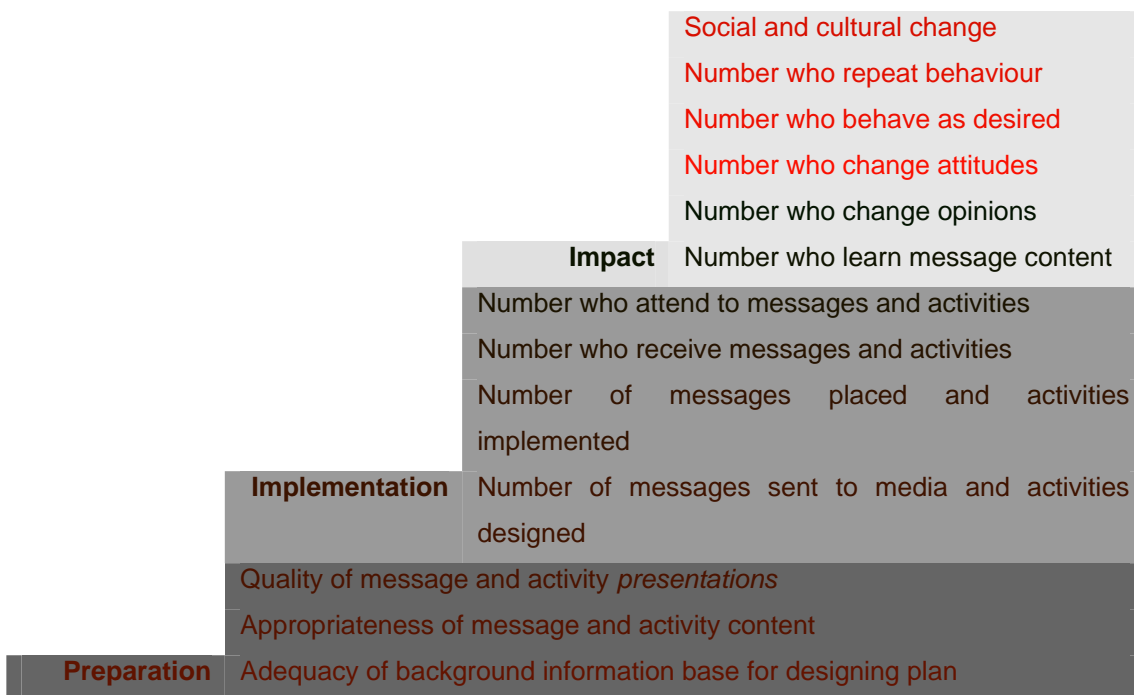 Social and cultural change
Number who repeat behaviour
Number who behave as desired
Number who change attitudes
Number who change opinions
Impact Number who learn message content
Number who attend to messages and activities
Number who receive messages and activities
Number of messages placed and activities
implemented
Implementation Number of messages sent to media and activities
designed
Quality of message and activity presentations
Appropriateness of message and activity content
Preparation Adequacy of background information base for designing plan